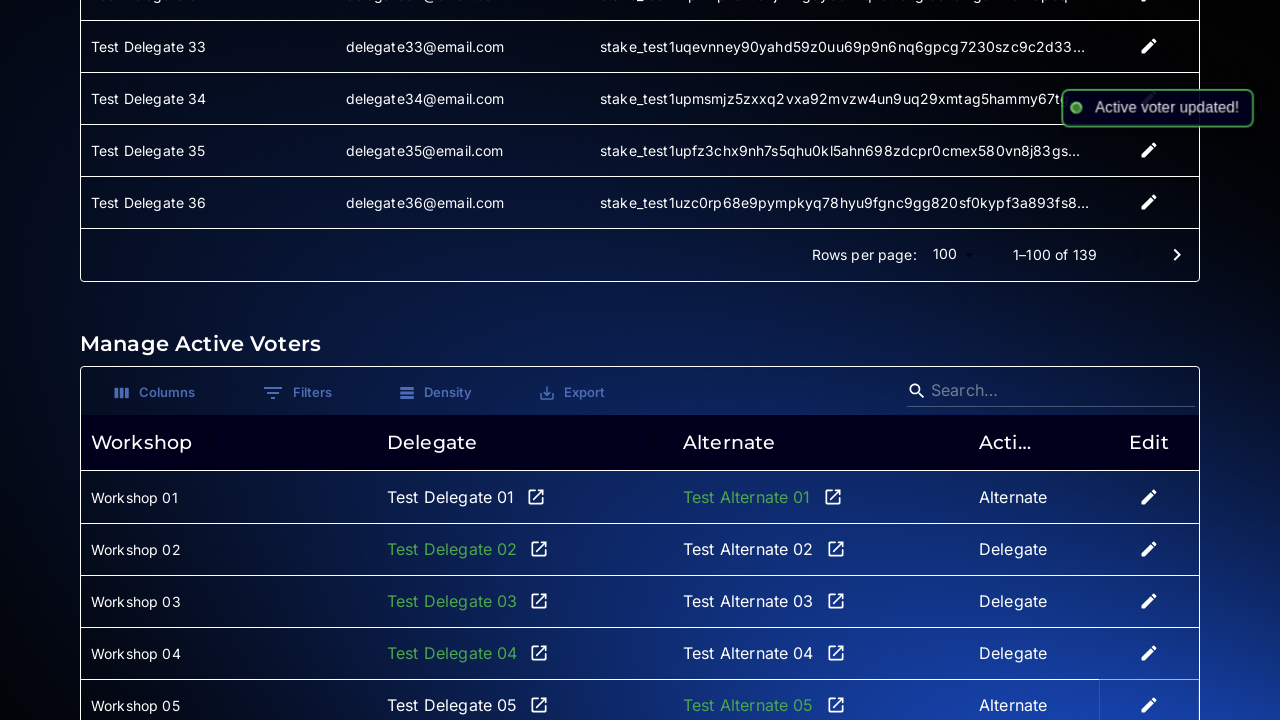 Test Delegate 33 delegate33@email.com stake_test1uqevnney90yahd59z0uu69p9n6nq6gpcg7230szc9c2d33...
Test Delegate 34 delegate34@email.com stake_test1upmsmjz5zxxq2vxa92mvzw4un9uq29xmtag5hammy67tg
Active voter updated!
Test Delegate 35 delegate35@email.com stake_test1upfz3chx9nh7s5qhu0kl5ahn698zdcpr0cmex580vn8j83gs...
Test Delegate 36 delegate36@email.com stake_test1uzc0rp68e9pympkyq78hyu9fgnc9gg820sf0kypf3a893fs8...
Rows per page: 100 1–100 of 139
Manage Active Voters
Columns Filters Density Export Search...
Workshop Delegate Alternate Acti... Edit
Workshop 01 Test Delegate 01 Test Alternate 01 Alternate
Workshop 02 Test Delegate 02 Test Alternate 02 Delegate
Workshop 03 Test Delegate 03 Test Alternate 03 Delegate
Workshop 04 Test Delegate 04 Test Alternate 04 Delegate
Workshop 05 Test Delegate 05 Test Alternate 05 Alternate